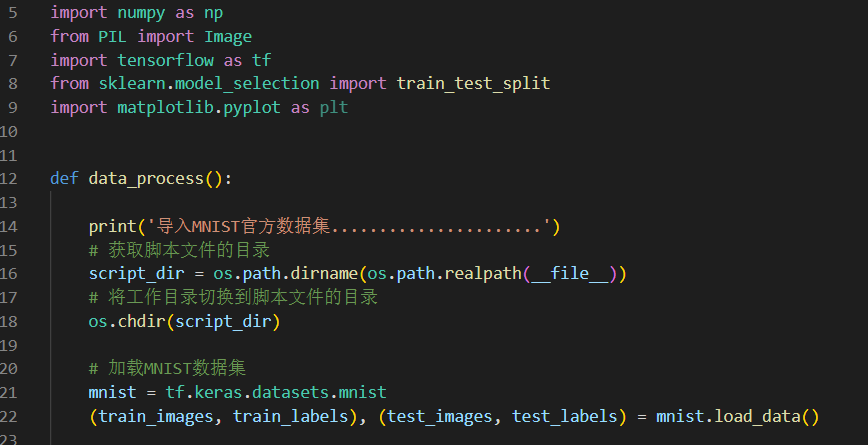 5 import numpy as np
6 from PIL import Image
7 import tensorflow as tf
8 from sklearn.model_selection import train_test_split
9 import matplotlib.pyplot as plt
10
11
12 def data_process():
13
14     print('导入MNIST官方数据集......................')
15     # 获取脚本文件的目录
16     script_dir = os.path.dirname(os.path.realpath(__file__))
17     # 将工作目录切换到脚本文件的目录
18     os.chdir(script_dir)
19
20     # 加载MNIST数据集
21     mnist = tf.keras.datasets.mnist
22     (train_images, train_labels), (test_images, test_labels) = mnist.load_data()
23